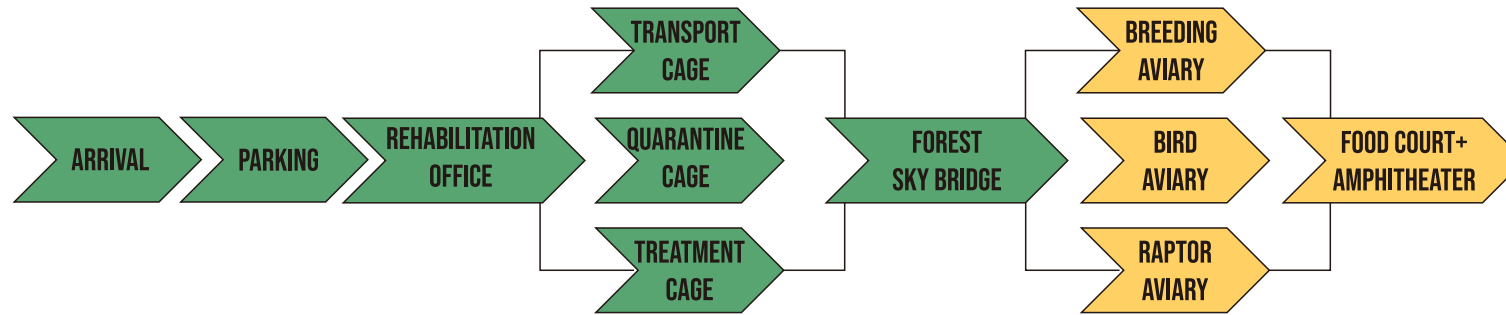 ARRIVAL
PARKING
REHABILITATION
OFFICE
TRANSPORT
CAGE
QUARANTINE
CAGE
TREATMENT
CAGE
FOREST
SKY BRIDGE
BREEDING
AVIARY
BIRD
AVIARY
RAPTOR
AVIARY
FOOD COURT+
AMPHITHEATER